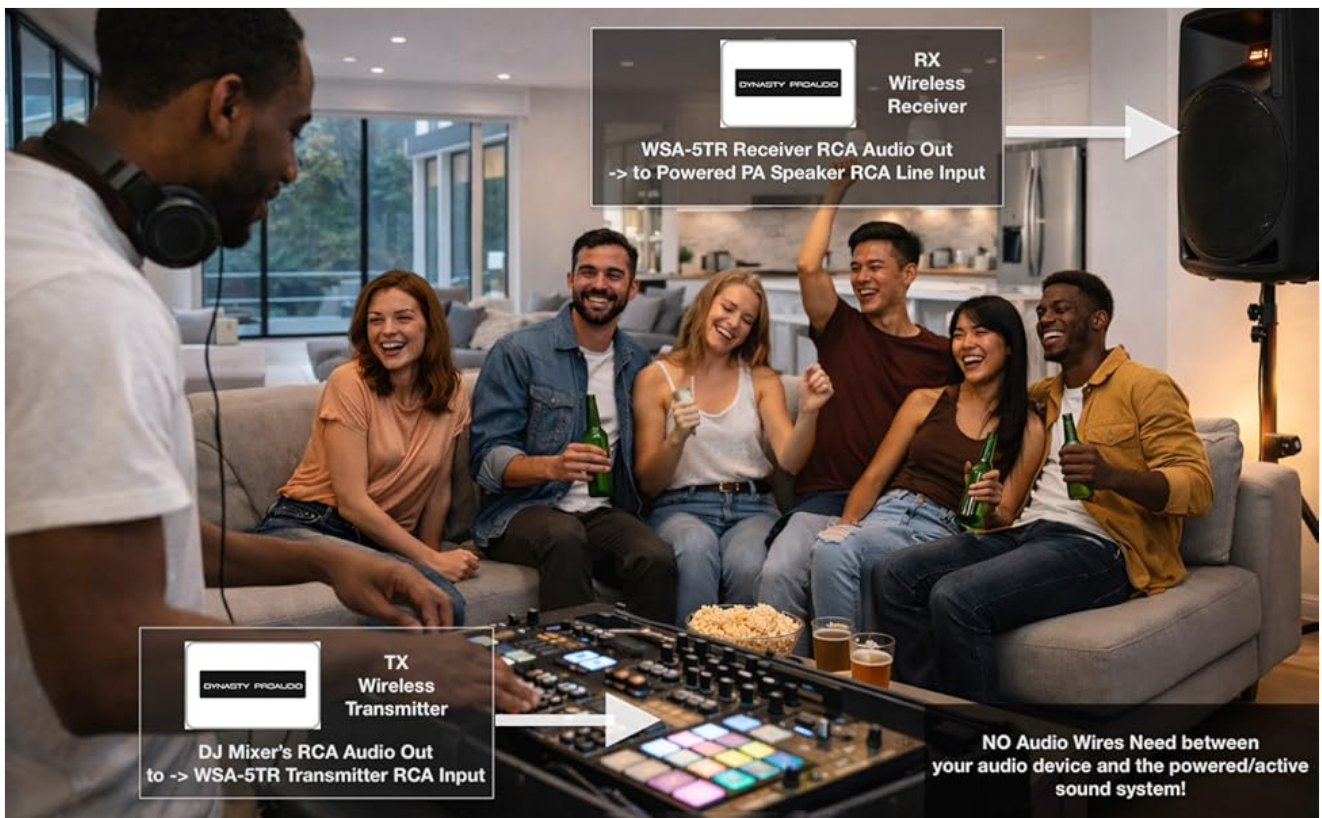 DYNASTY PROAUDIO
RX
Wireless
Receiver
WSA-5TR Receiver RCA Audio Out
-> to Powered PA Speaker RCA Line Input
DYNASTY PROAUDIO
TX
Wireless
Transmitter
DJ Mixer's RCA Audio Out
to -> WSA-5TR Transmitter RCA Input
NO Audio Wires Need between
your audio device and the powered/active
sound system!